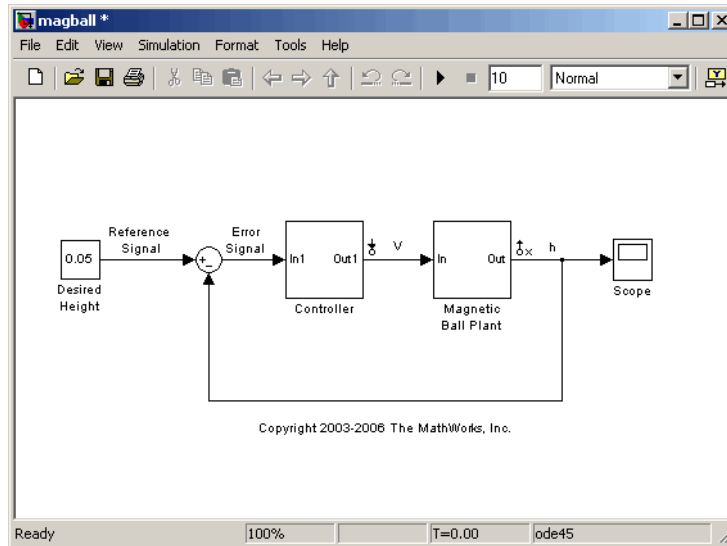 magball *
File Edit View Simulation Format Tools Help
10 Normal
Reference Signal
Error Signal
0.05
+
-
In1 Out1
V
In Out
x
h
Desired Height
Controller
Magnetic Ball Plant
Scope
Copyright 2003-2006 The MathWorks, Inc.
Ready 100% T=0.00 ode45